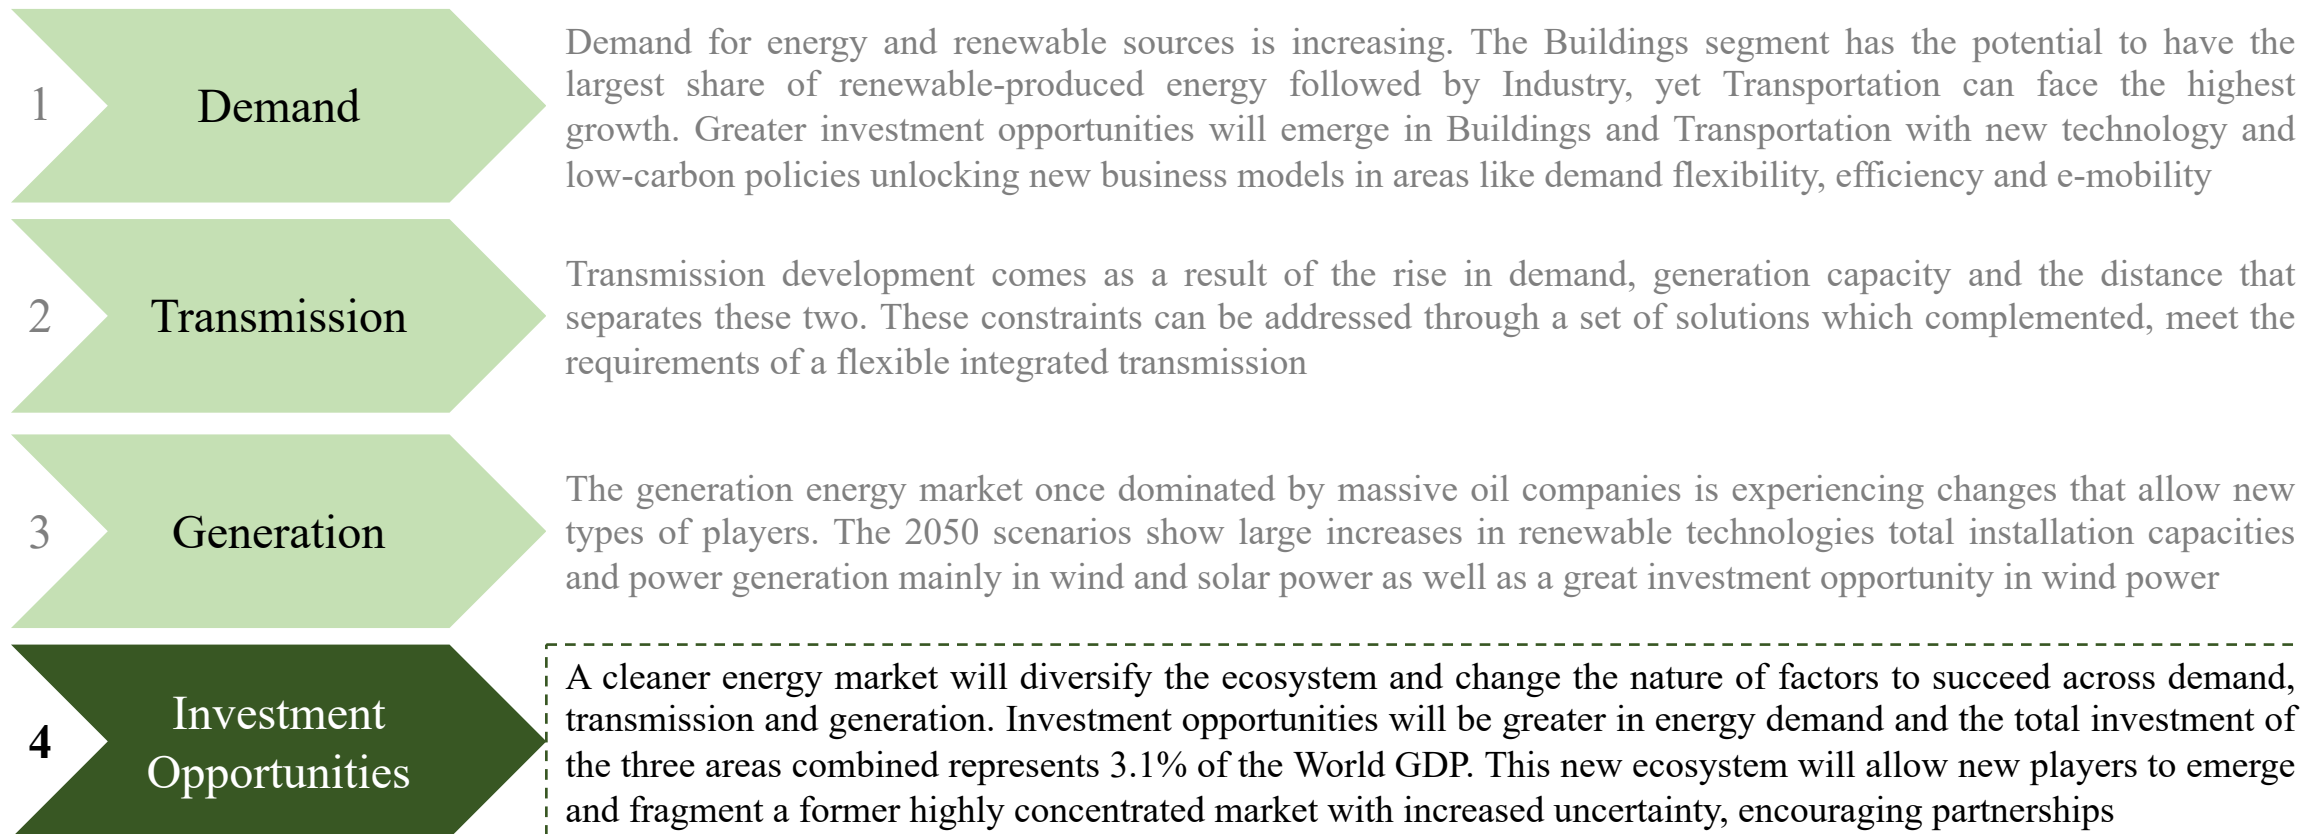 1
Demand
Demand for energy and renewable sources is increasing. The Buildings segment has the potential to have the
largest share of renewable-produced energy followed by Industry, yet Transportation can face the highest
growth. Greater investment opportunities will emerge in Buildings and Transportation with new technology and
low-carbon policies unlocking new business models in areas like demand flexibility, efficiency and e-mobility
2
Transmission
Transmission development comes as a result of the rise in demand, generation capacity and the distance that
separates these two. These constraints can be addressed through a set of solutions which complemented, meet the
requirements of a flexible integrated transmission
3
Generation
The generation energy market once dominated by massive oil companies is experiencing changes that allow new
types of players. The 2050 scenarios show large increases in renewable technologies total installation capacities
and power generation mainly in wind and solar power as well as a great investment opportunity in wind power
4
Investment
Opportunities
A cleaner energy market will diversify the ecosystem and change the nature of factors to succeed across demand,
transmission and generation. Investment opportunities will be greater in energy demand and the total investment of
the three areas combined represents 3.1% of the World GDP. This new ecosystem will allow new players to emerge
and fragment a former highly concentrated market with increased uncertainty, encouraging partnerships